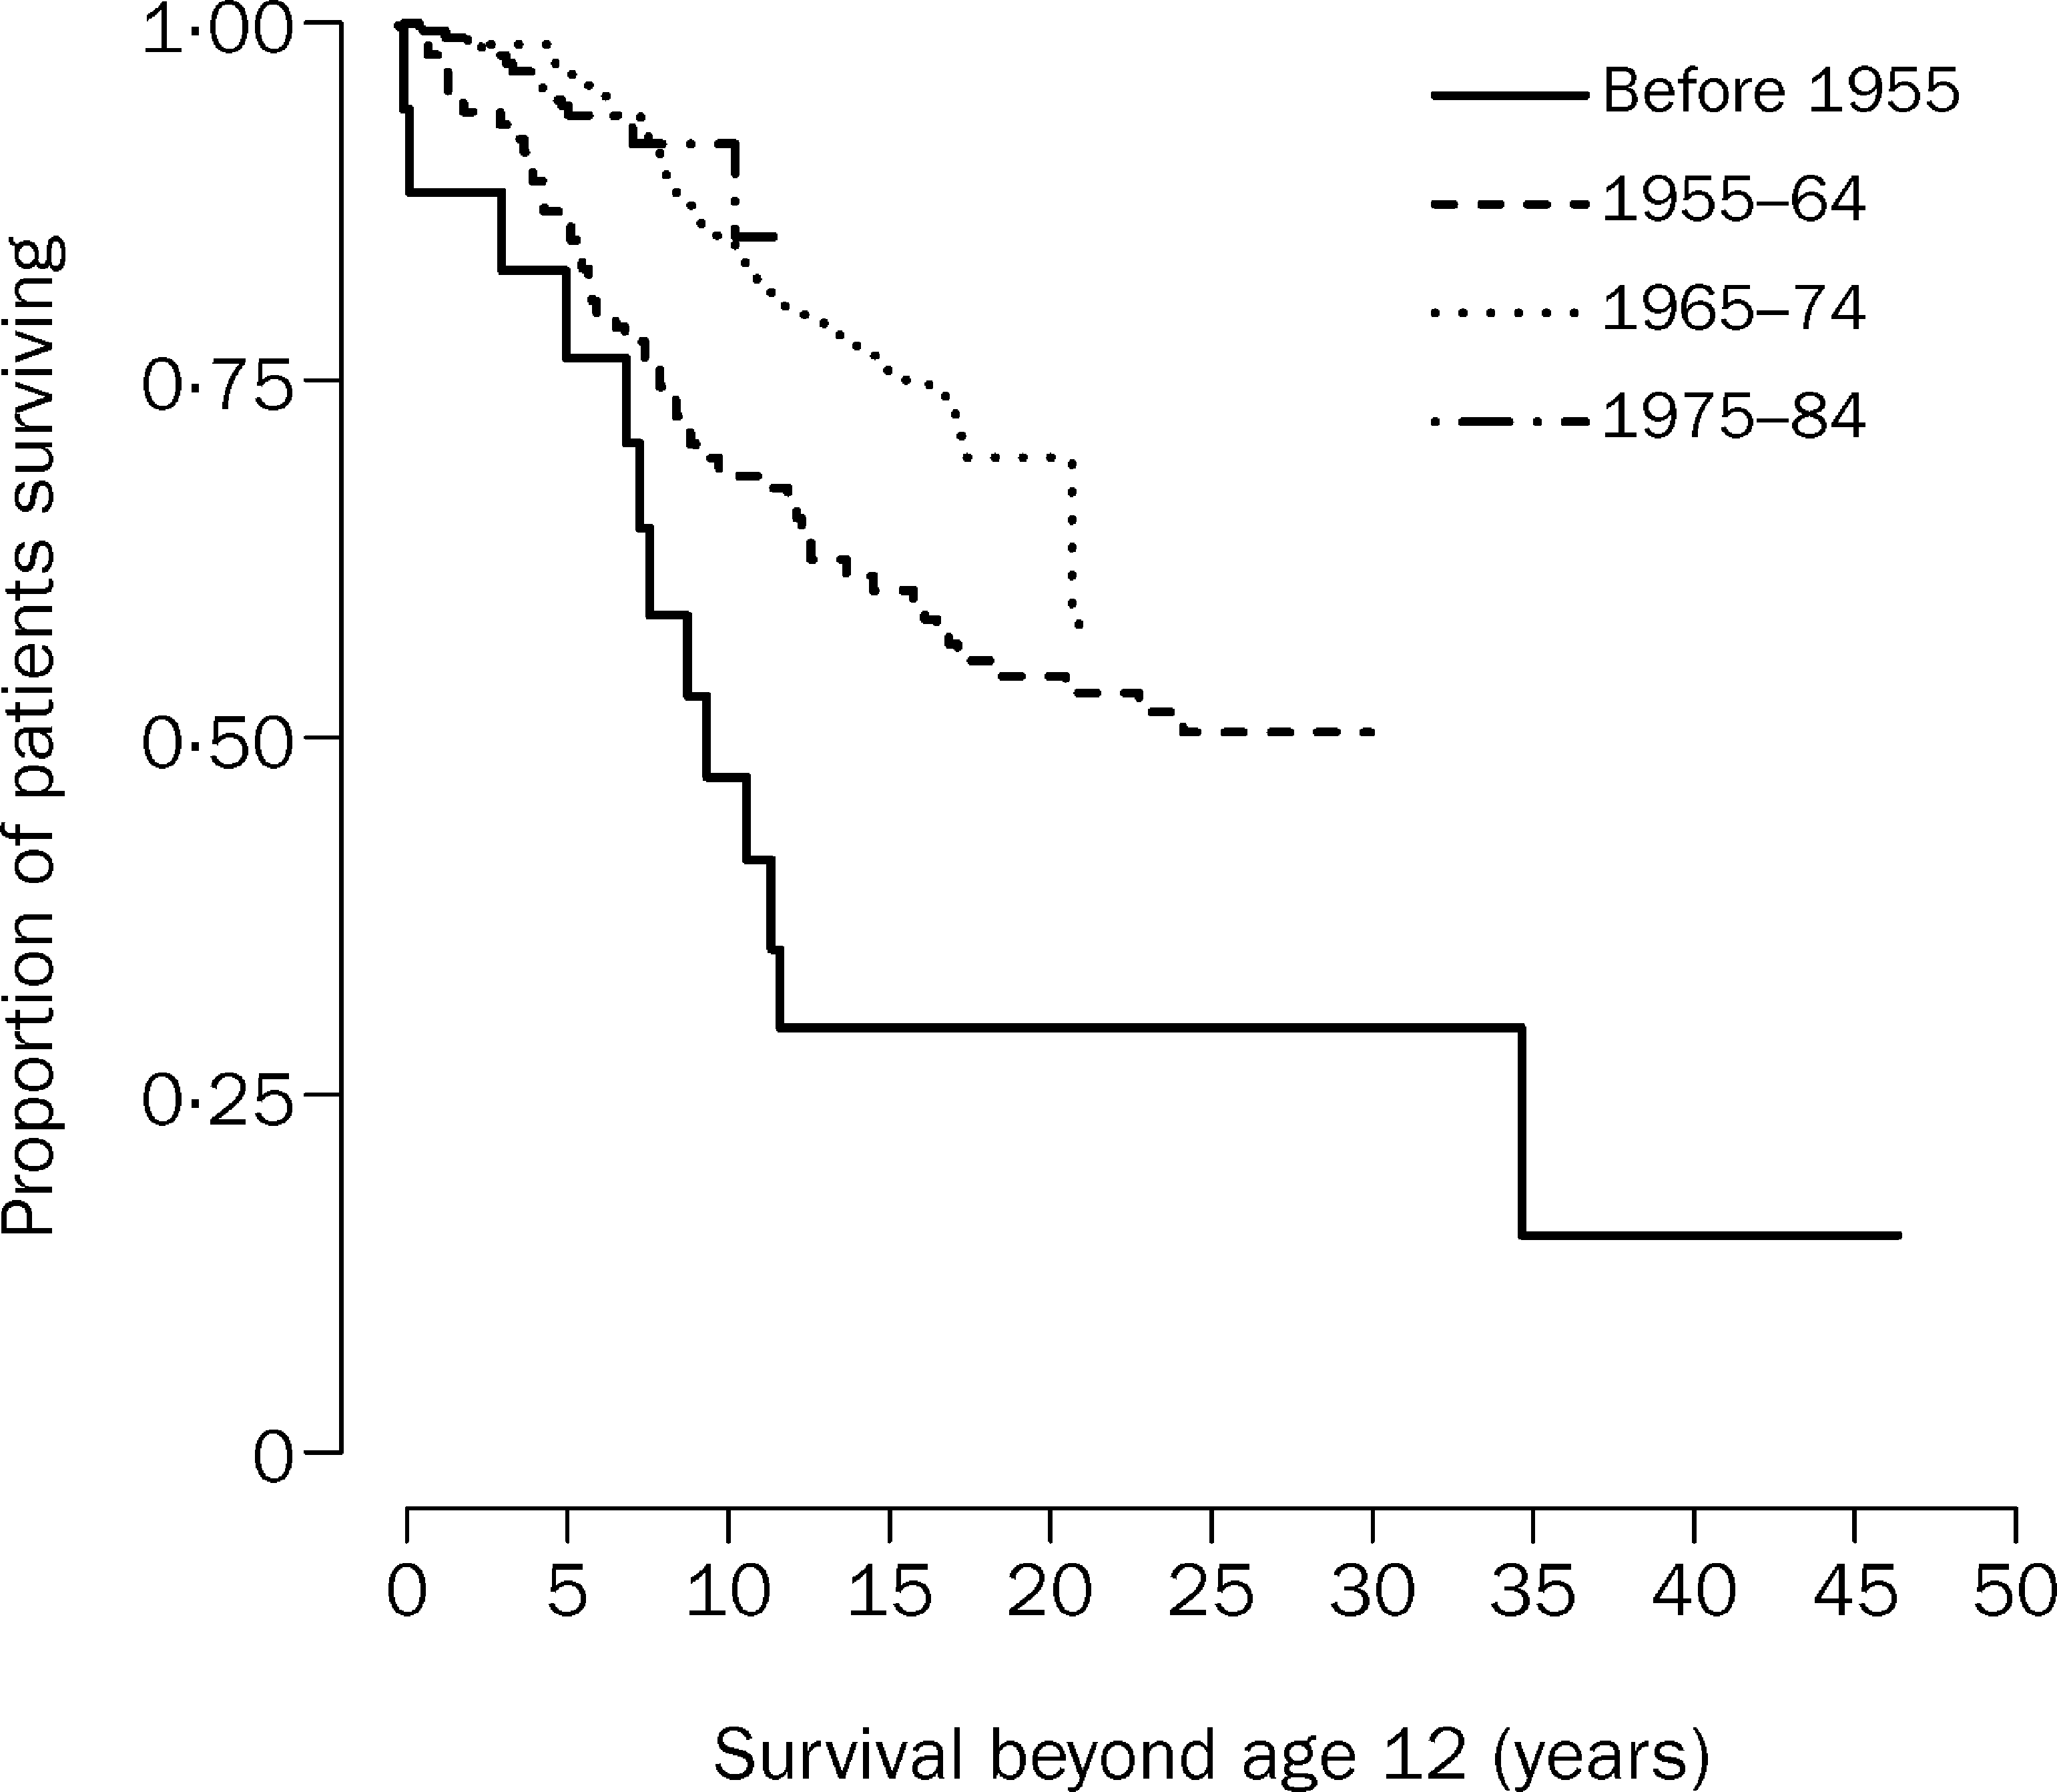 Proportion of patients surviving
1·00
0·75
0·50
0·25
0
Before 1955
1955–64
1965–74
1975–84
0 5 10 15 20 25 30 35 40 45 50
Survival beyond age 12 (years)